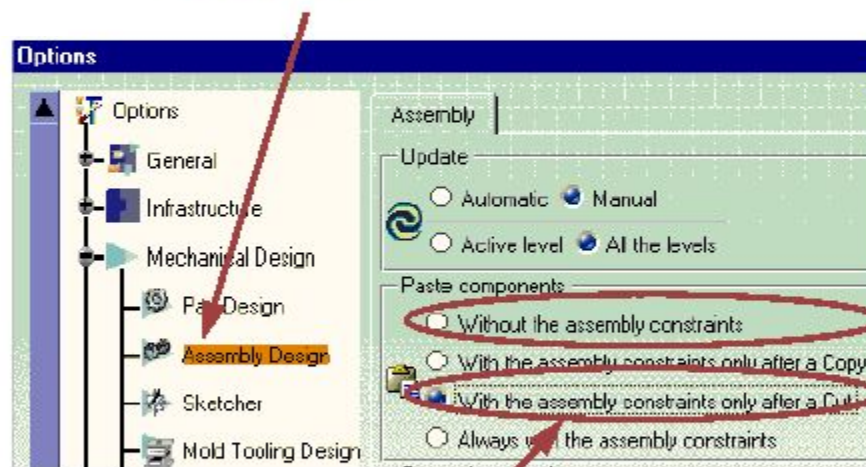 Options
Options
General
Infrastructure
Mechanical Design
Part Design
Assembly Design
Sketcher
Mold Tooling Design
Assembly
Update
Automatic Manual
Active level All the levels
Paste components
Without the assembly constraints
With the assembly constraints only after a Copy
With the assembly constraints only after a Cut
Always with the assembly constraints